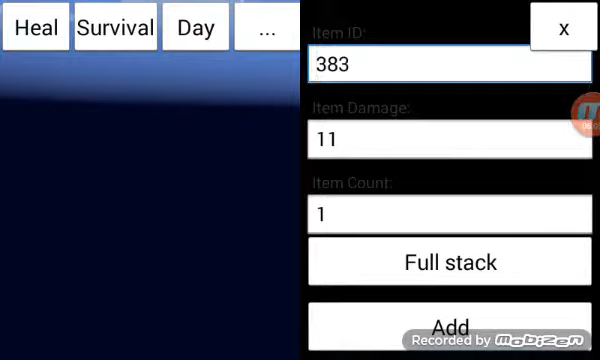 Heal
Survival
Day
...
x
Item ID:
383
Item Damage:
11
Item Count:
1
Full stack
Add
Recorded by MOBIZEN